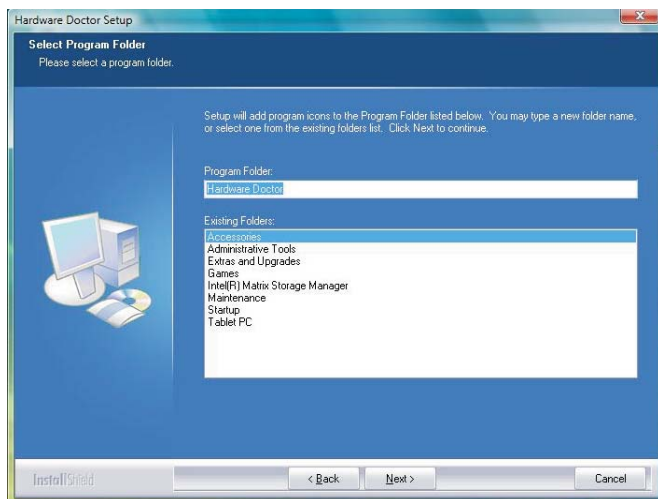 Hardware Doctor Setup
Select Program Folder
Please select a program folder.
Setup will add program icons to the Program Folder listed below. You may type a new folder name,
or select one from the existing folders list. Click Next to continue.
Program Folder:
Hardware Doctor
Existing Folders:
Accessories
Administrative Tools
Extras and Upgrades
Games
Intel(R) Matrix Storage Manager
Maintenance
Startup
Tablet PC
InstallShield
< Back Next > Cancel